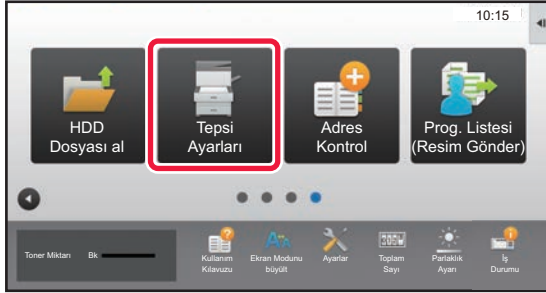 10:15
HDD
Dosyası al
Tepsi
Ayarları
Adres
Kontrol
Prog. Listesi
(Resim Gönder)
Toner Miktarı Bk
Kullanım
Kılavuzu
Ekran Modunu
büyült
Ayarlar
Toplam
Sayı
Parlaklık
Ayarı
İş
Durumu